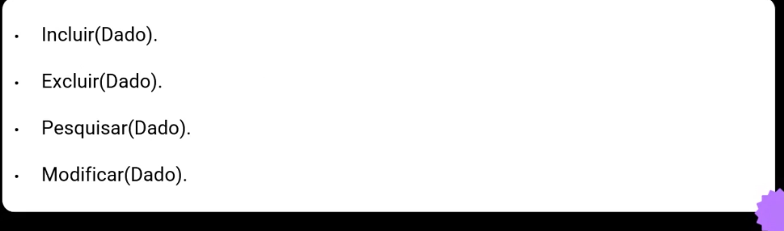 • Incluir(Dado).
• Excluir(Dado).
• Pesquisar(Dado).
• Modificar(Dado).